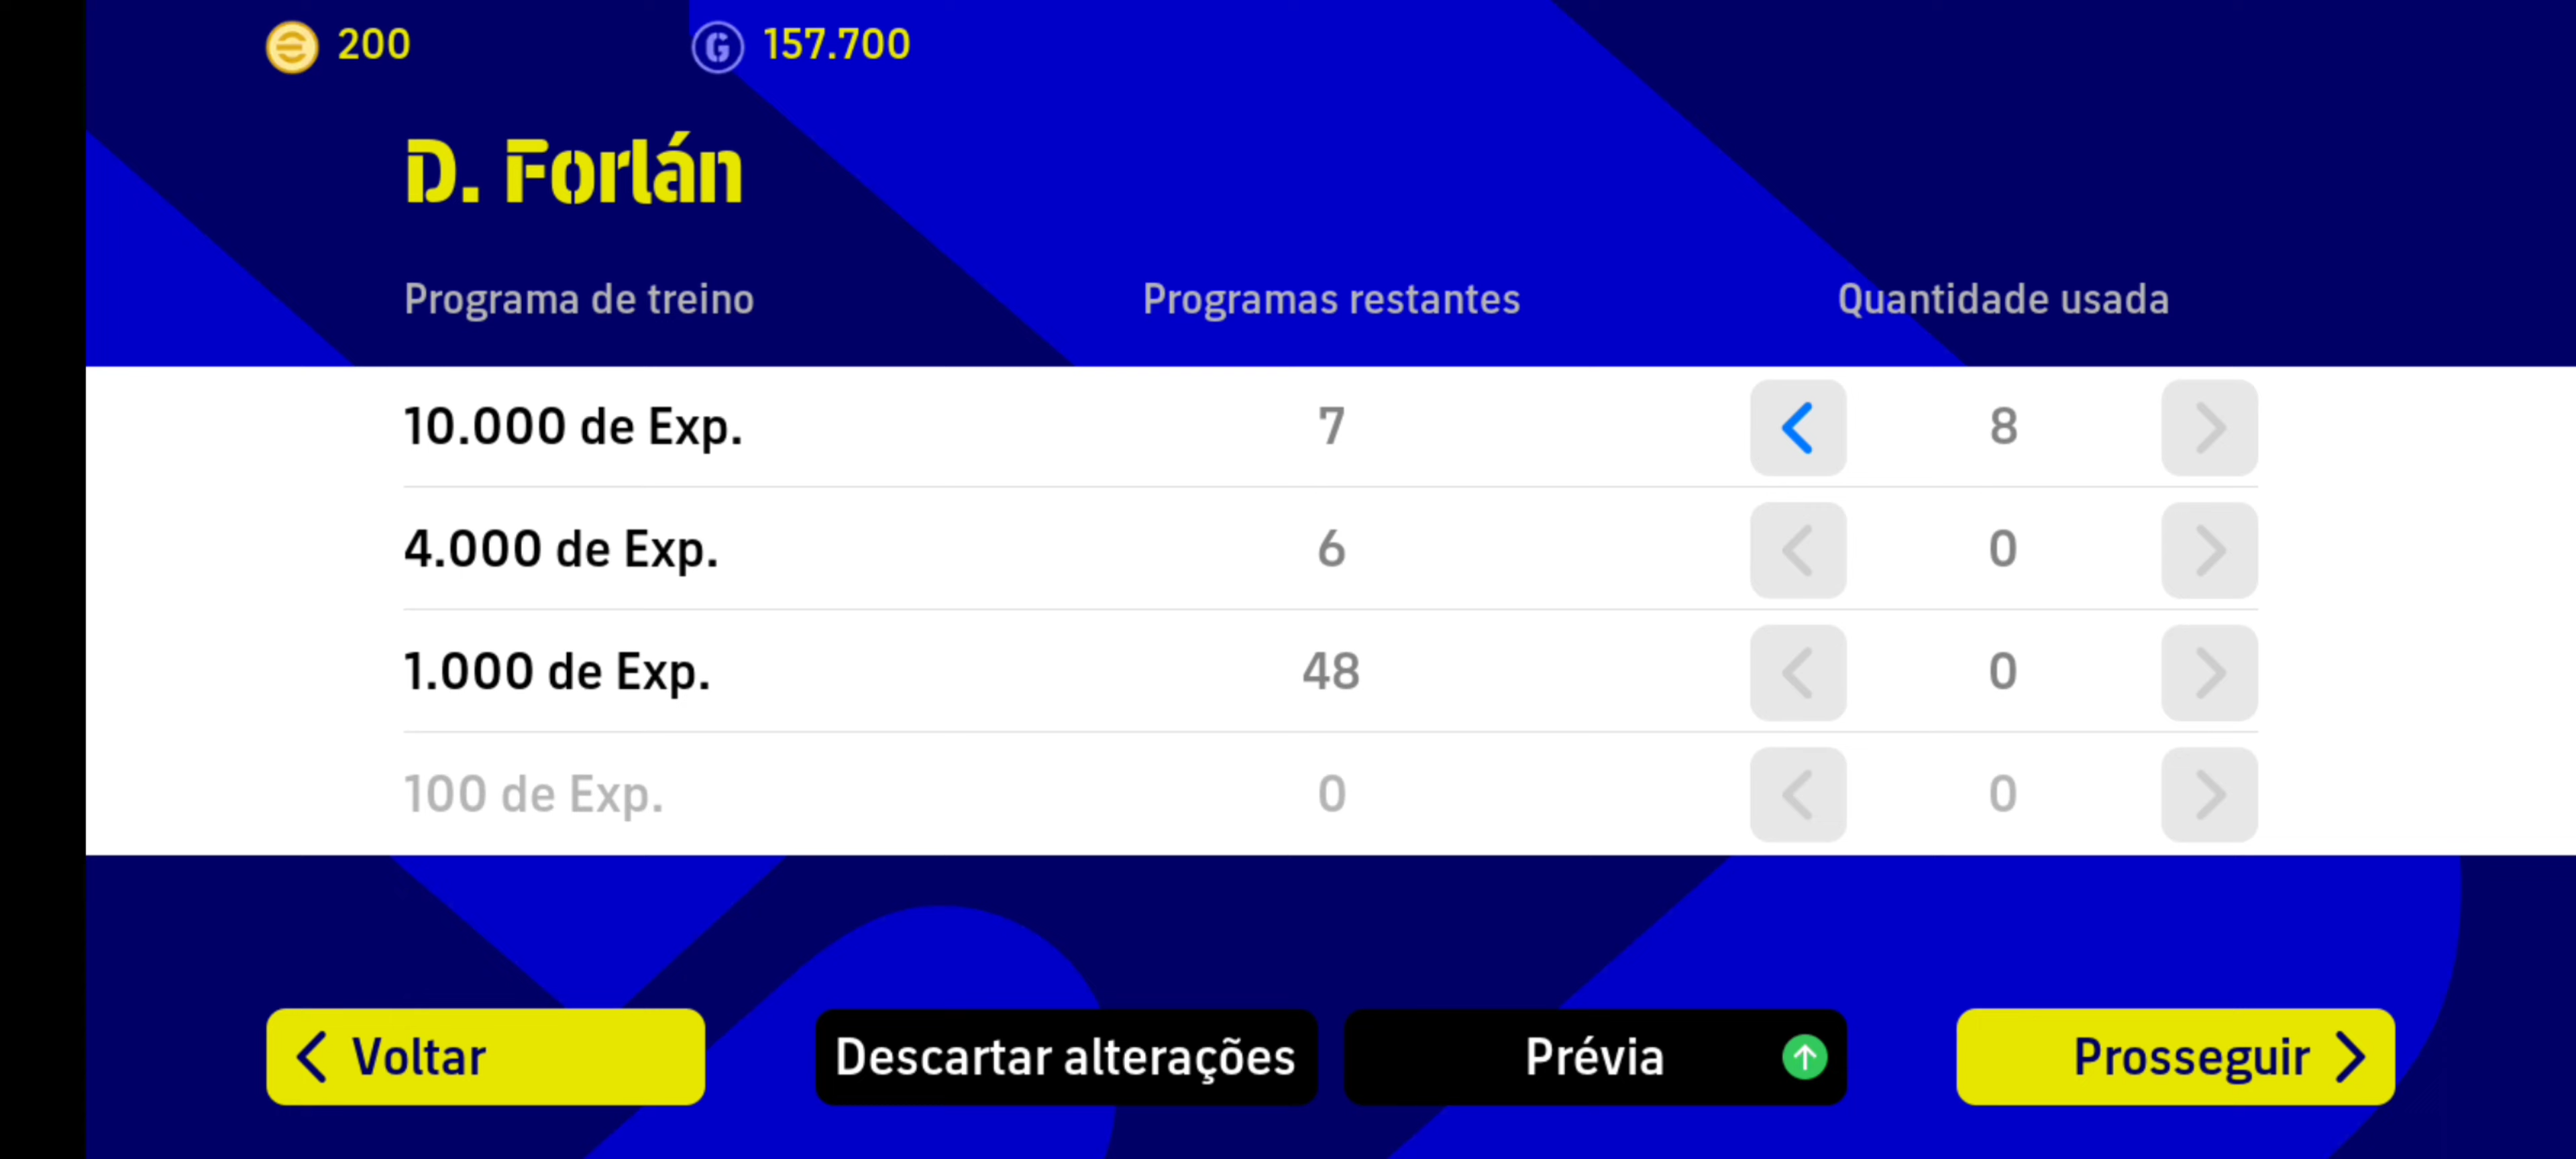 200 157.700
D. Forlán
Programa de treino Programas restantes Quantidade usada
10.000 de Exp. 7 8
4.000 de Exp. 6 0
1.000 de Exp. 48 0
100 de Exp. 0 0
Voltar Descartar alterações Prévia Prosseguir